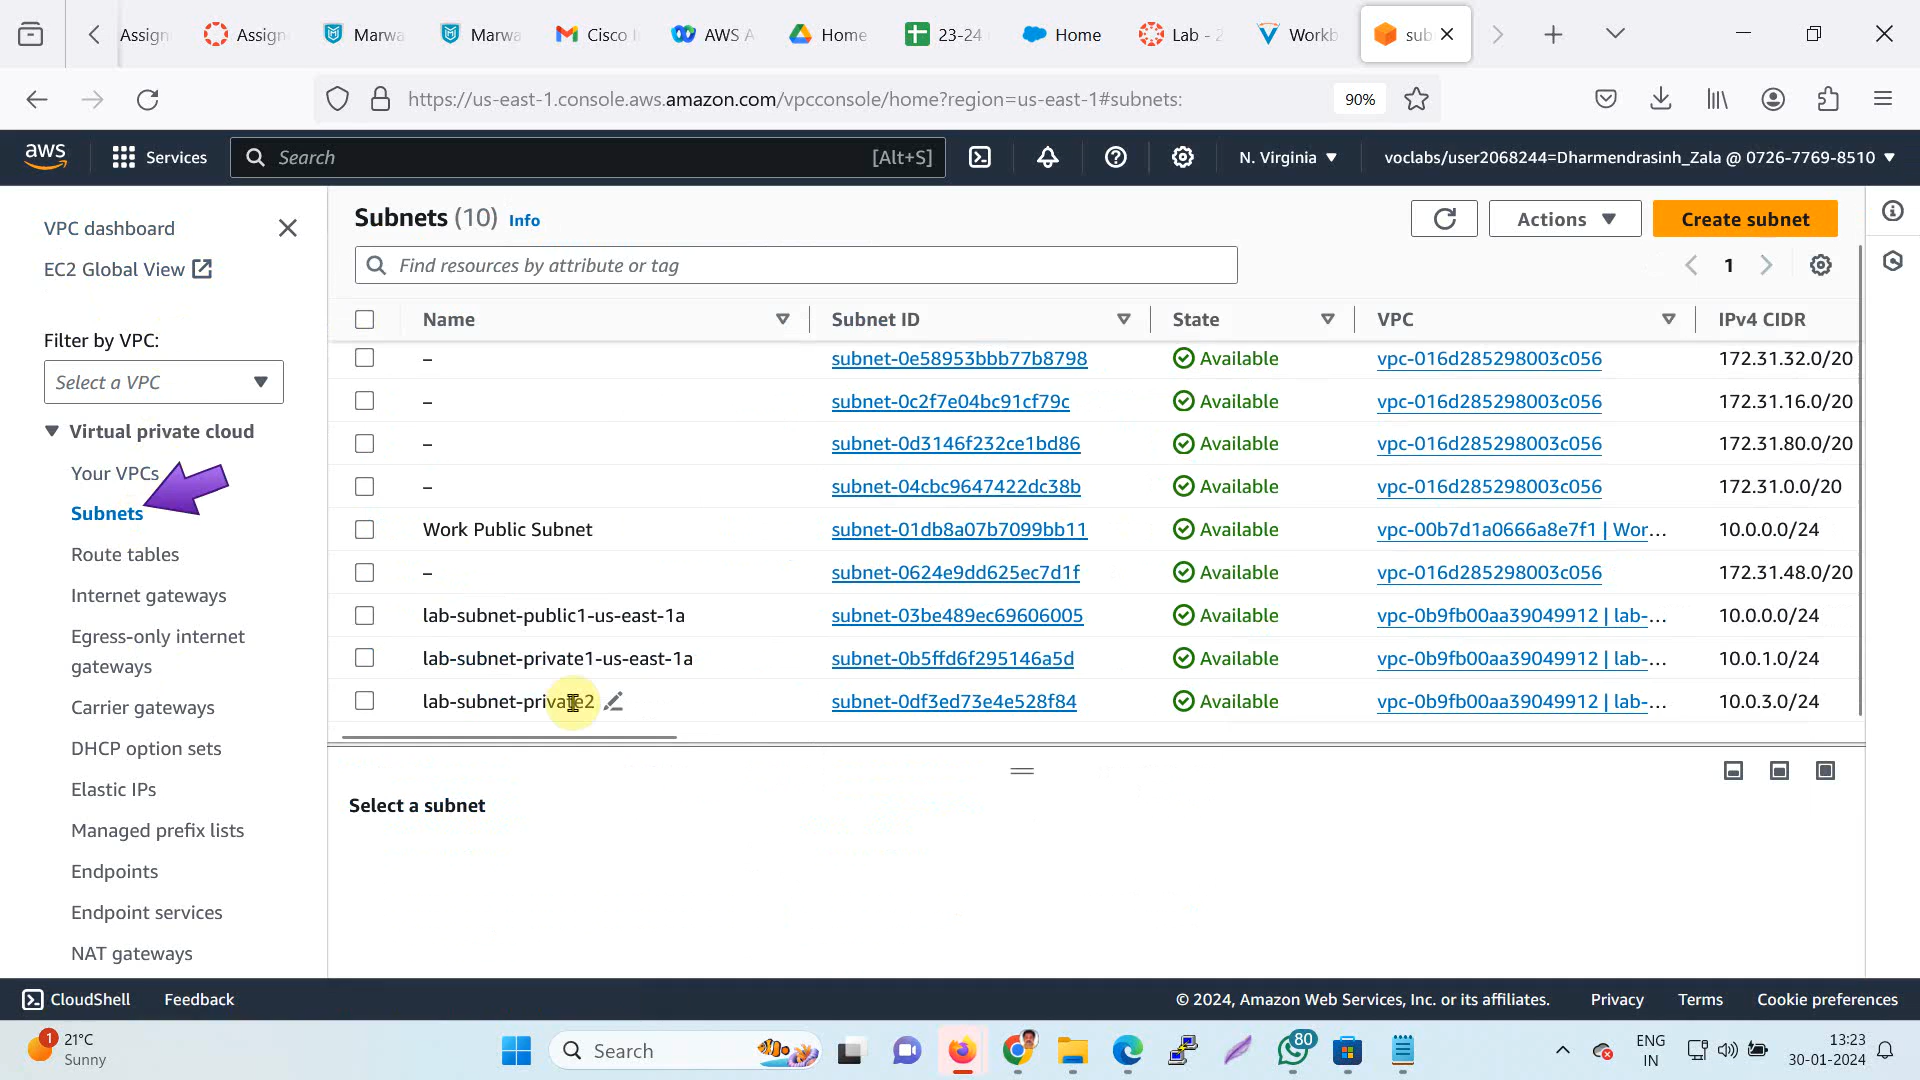 Assign
Assign
Marwa
Marwa
Cisco I
AWS A
Home
23-24
Home
Lab - 2
Workb
sub
https://us-east-1.console.aws.amazon.com/vpcconsole/home?region=us-east-1#subnets:
90%
aws
Services
Search
[Alt+S]
N. Virginia
voclabs/user2068244=Dharmendrasinh_Zala @ 0726-7769-8510
VPC dashboard
EC2 Global View
Filter by VPC:
Select a VPC
Virtual private cloud
Your VPCs
Subnets
Route tables
Internet gateways
Egress-only internet
gateways
Carrier gateways
DHCP option sets
Elastic IPs
Managed prefix lists
Endpoints
Endpoint services
NAT gateways
Subnets (10) Info
Actions
Create subnet
Find resources by attribute or tag
1
Name Subnet ID State VPC IPv4 CIDR
– subnet-0e58953bbb77b8798 Available vpc-016d285298003c056 172.31.32.0/20
– subnet-0c2f7e04bc91cf79c Available vpc-016d285298003c056 172.31.16.0/20
– subnet-0d3146f232ce1bd86 Available vpc-016d285298003c056 172.31.80.0/20
– subnet-04cbc9647422dc38b Available vpc-016d285298003c056 172.31.0.0/20
Work Public Subnet subnet-01db8a07b7099bb11 Available vpc-00b7d1a0666a8e7f1 | Wor... 10.0.0.0/24
– subnet-0624e9dd625ec7d1f Available vpc-016d285298003c056 172.31.48.0/20
lab-subnet-public1-us-east-1a subnet-03be489ec69606005 Available vpc-0b9fb00aa39049912 | lab-... 10.0.0.0/24
lab-subnet-private1-us-east-1a subnet-0b5ffd6f295146a5d Available vpc-0b9fb00aa39049912 | lab-... 10.0.1.0/24
lab-subnet-private2 subnet-0df3ed73e4e528f84 Available vpc-0b9fb00aa39049912 | lab-... 10.0.3.0/24
Select a subnet
CloudShell
Feedback
© 2024, Amazon Web Services, Inc. or its affiliates.
Privacy
Terms
Cookie preferences
1
21°C
Sunny
Search
80
ENG
IN
13:23
30-01-2024